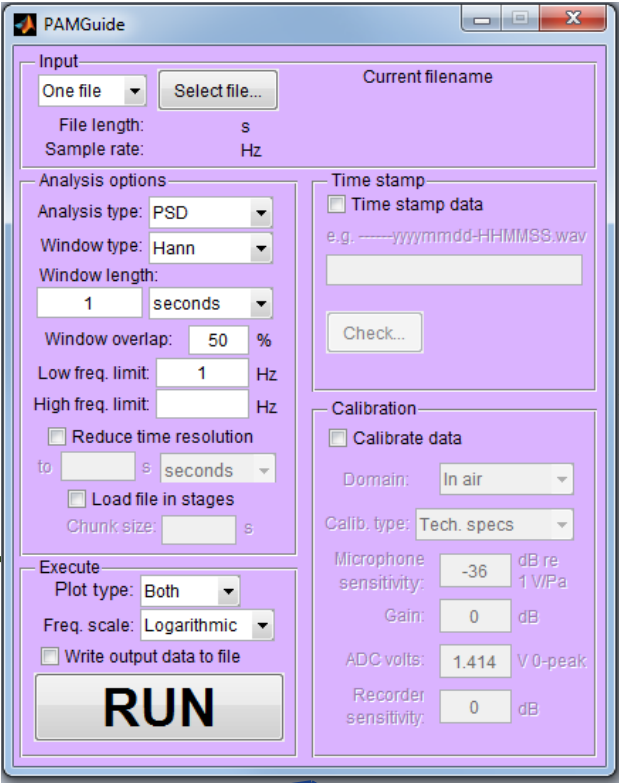 PAMGuide
Input
One file
Select file...
Current filename
File length: s
Sample rate: Hz
Analysis options
Analysis type: PSD
Window type: Hann
Window length:
1 seconds
Window overlap: 50 %
Low freq. limit: 1 Hz
High freq. limit: Hz
Reduce time resolution
to s seconds
Load file in stages
Chunk size: s
Time stamp
Time stamp data
e.g. ------yyyymmdd-HHMMSS.wav
Check...
Calibration
Calibrate data
Domain: In air
Calib. type: Tech. specs
Microphone
sensitivity: -36 dB re
1 V/Pa
Gain: 0 dB
ADC volts: 1.414 V 0-peak
Recorder
sensitivity: 0 dB
Execute
Plot type: Both
Freq. scale: Logarithmic
Write output data to file
RUN